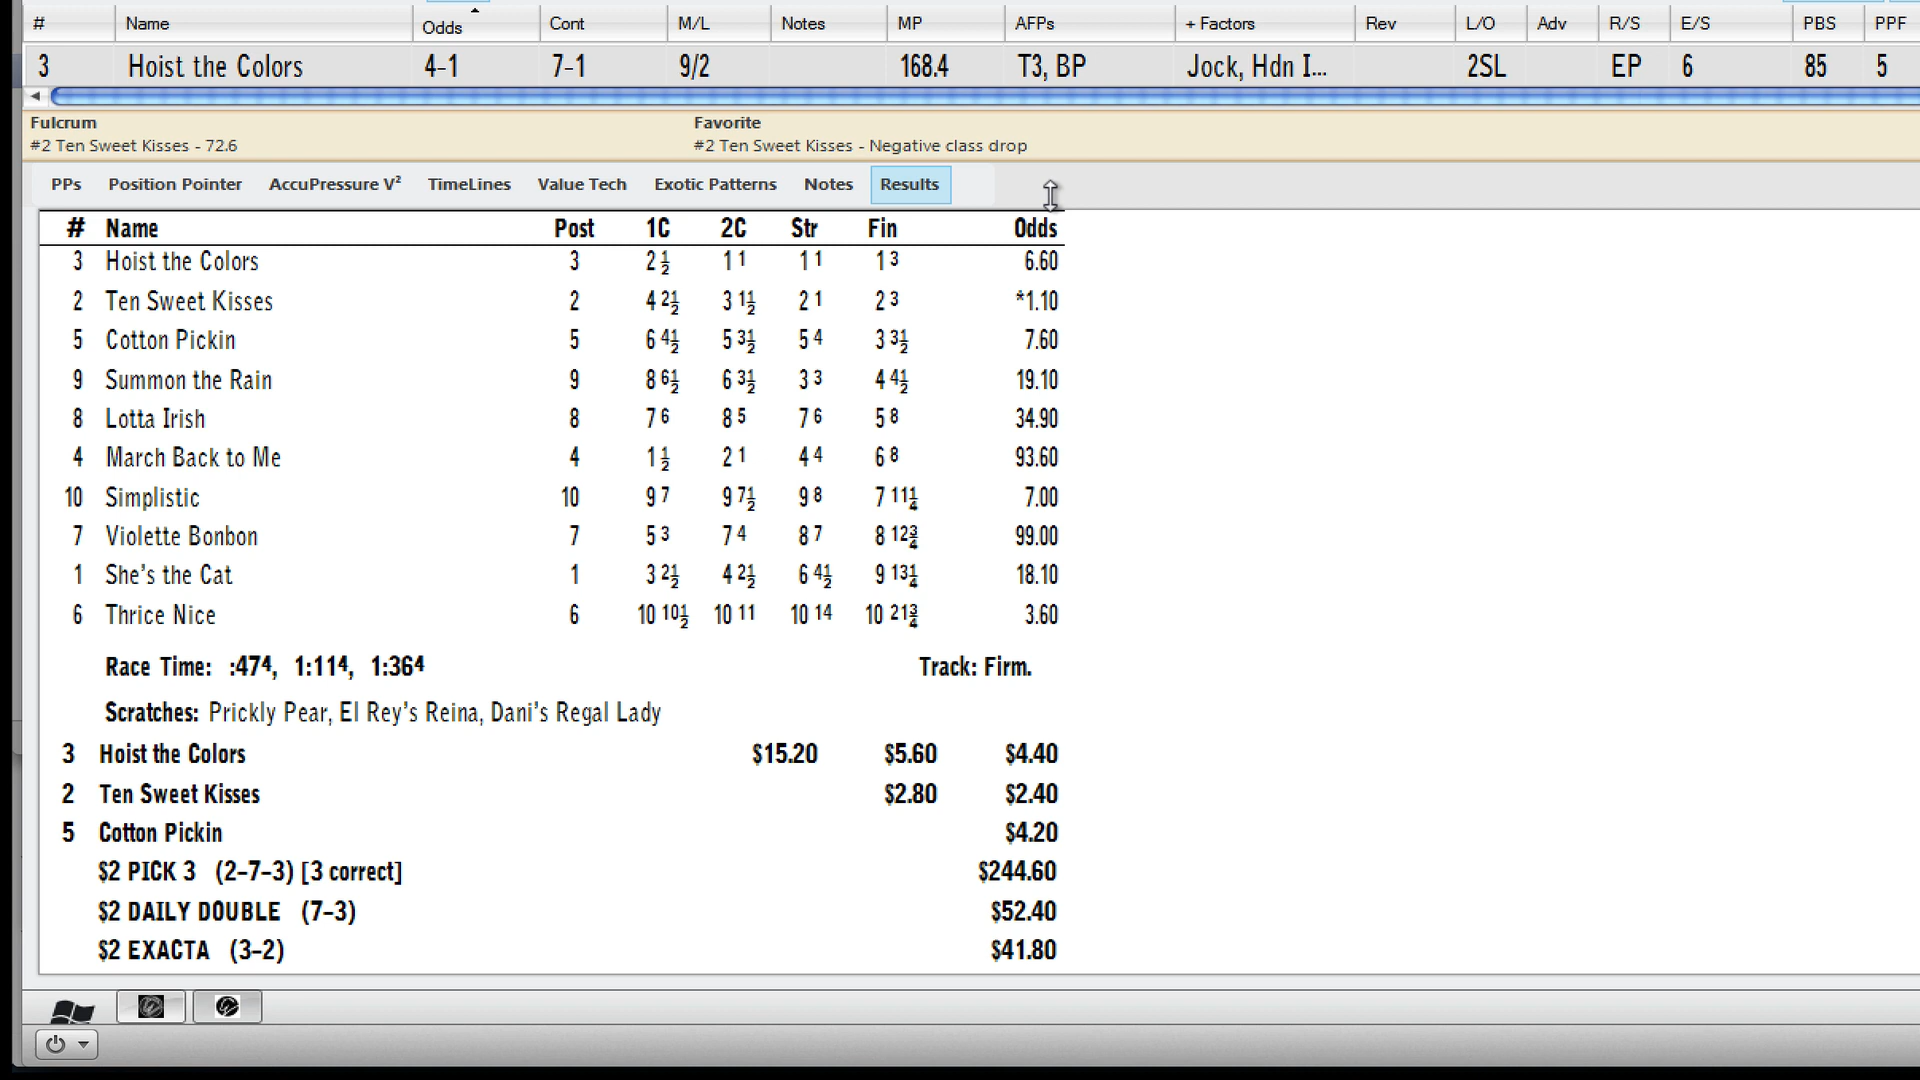 # Name Odds Cont M/L Notes MP AFPs + Factors Rev L/O Adv R/S E/S PBS PPF
3 Hoist the Colors 4-1 7-1 9/2 168.4 T3, BP Jock, Hdn I... 2SL EP 6 85 5
Fulcrum Favorite
#2 Ten Sweet Kisses - 72.6 #2 Ten Sweet Kisses - Negative class drop
PPs Position Pointer AccuPressure V² TimeLines Value Tech Exotic Patterns Notes Results
# Name Post 1C 2C Str Fin Odds
3 Hoist the Colors 3 2 ½ 1 1 1 1 1 3 6.60
2 Ten Sweet Kisses 2 4 2½ 3 1½ 2 1 2 3 *1.10
5 Cotton Pickin 5 6 4½ 5 3½ 5 4 3 3½ 7.60
9 Summon the Rain 9 8 6½ 6 3½ 3 3 4 4½ 19.10
8 Lotta Irish 8 7 6 8 5 7 6 5 8 34.90
4 March Back to Me 4 1 ½ 2 1 4 4 6 8 93.60
10 Simplistic 10 9 7 9 7½ 9 8 7 11¼ 7.00
7 Violette Bonbon 7 5 3 7 4 8 7 8 12¾ 99.00
1 She's the Cat 1 3 2½ 4 2½ 6 4½ 9 13¼ 18.10
6 Thrice Nice 6 10 10½ 10 11 10 14 10 21¾ 3.60
Race Time: :47⁴, 1:11⁴, 1:36⁴ Track: Firm.
Scratches: Prickly Pear, El Rey's Reina, Dani's Regal Lady
3 Hoist the Colors $15.20 $5.60 $4.40
2 Ten Sweet Kisses $2.80 $2.40
5 Cotton Pickin $4.20
$2 PICK 3 (2-7-3) [3 correct] $244.60
$2 DAILY DOUBLE (7-3) $52.40
$2 EXACTA (3-2) $41.80